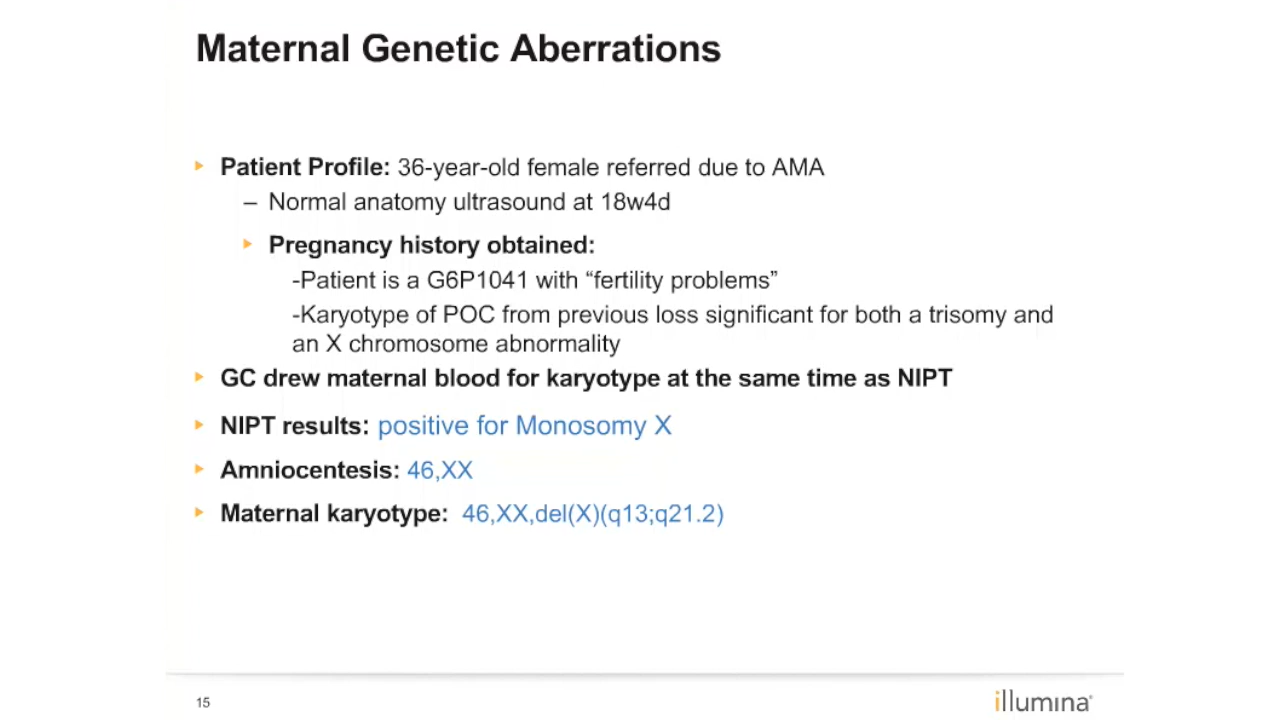 Maternal Genetic Aberrations
Patient Profile: 36-year-old female referred due to AMA
– Normal anatomy ultrasound at 18w4d
Pregnancy history obtained:
-Patient is a G6P1041 with “fertility problems”
-Karyotype of POC from previous loss significant for both a trisomy and
an X chromosome abnormality
GC drew maternal blood for karyotype at the same time as NIPT
NIPT results: positive for Monosomy X
Amniocentesis: 46,XX
Maternal karyotype: 46,XX,del(X)(q13;q21.2)
15
illumina®